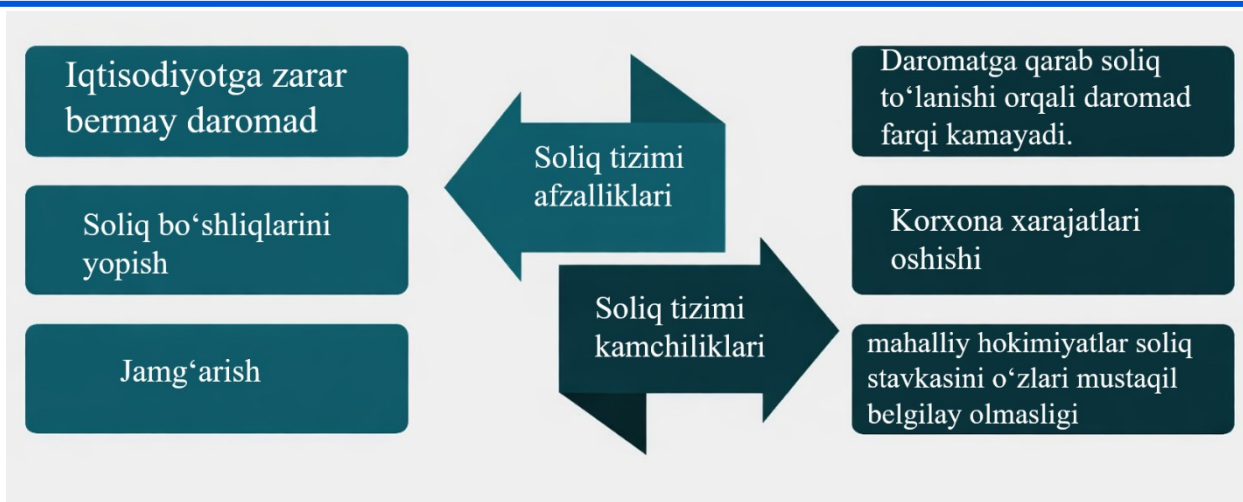 Iqtisodiyotga zarar
bermay daromad
Soliq bo‘shliqlarini
yopish
Jamg‘arish
Soliq tizimi
afzalliklari
Soliq tizimi
kamchiliklari
Daromatga qarab soliq
to‘lanishi orqali daromad
farqi kamayadi.
Korxona xarajatlari
oshishi
mahalliy hokimiyatlar soliq
stavkasini o‘zlari mustaqil
belgilay olmasligi